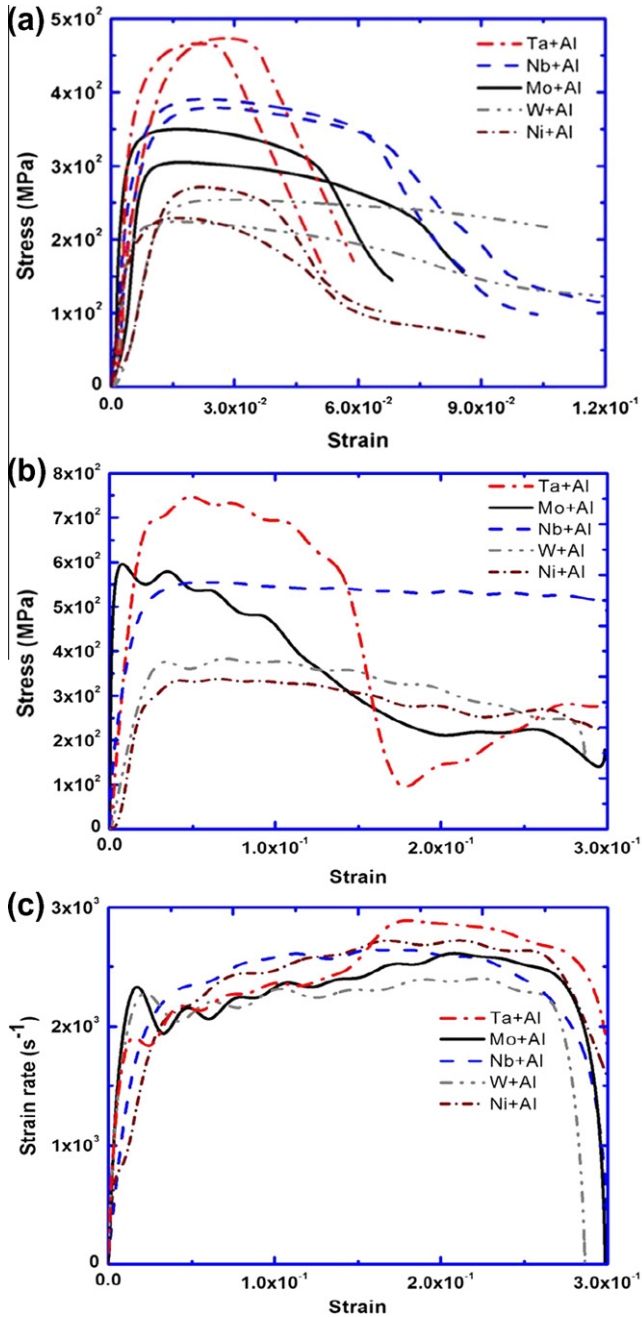 (a)
5x10²
4x10²
3x10²
2x10²
1x10²
0
Stress (MPa)
Ta+Al
Nb+Al
Mo+Al
W+Al
Ni+Al
0.0
3.0x10⁻²
6.0x10⁻²
9.0x10⁻²
1.2x10⁻¹
Strain
(b)
8x10²
7x10²
6x10²
5x10²
4x10²
3x10²
2x10²
1x10²
0
Stress (MPa)
Ta+Al
Mo+Al
Nb+Al
W+Al
Ni+Al
0.0
1.0x10⁻¹
2.0x10⁻¹
3.0x10⁻¹
Strain
(c)
3x10³
2x10³
1x10³
0
Strain rate (s⁻¹)
Ta+Al
Mo+Al
Nb+Al
W+Al
Ni+Al
0.0
1.0x10⁻¹
2.0x10⁻¹
3.0x10⁻¹
Strain